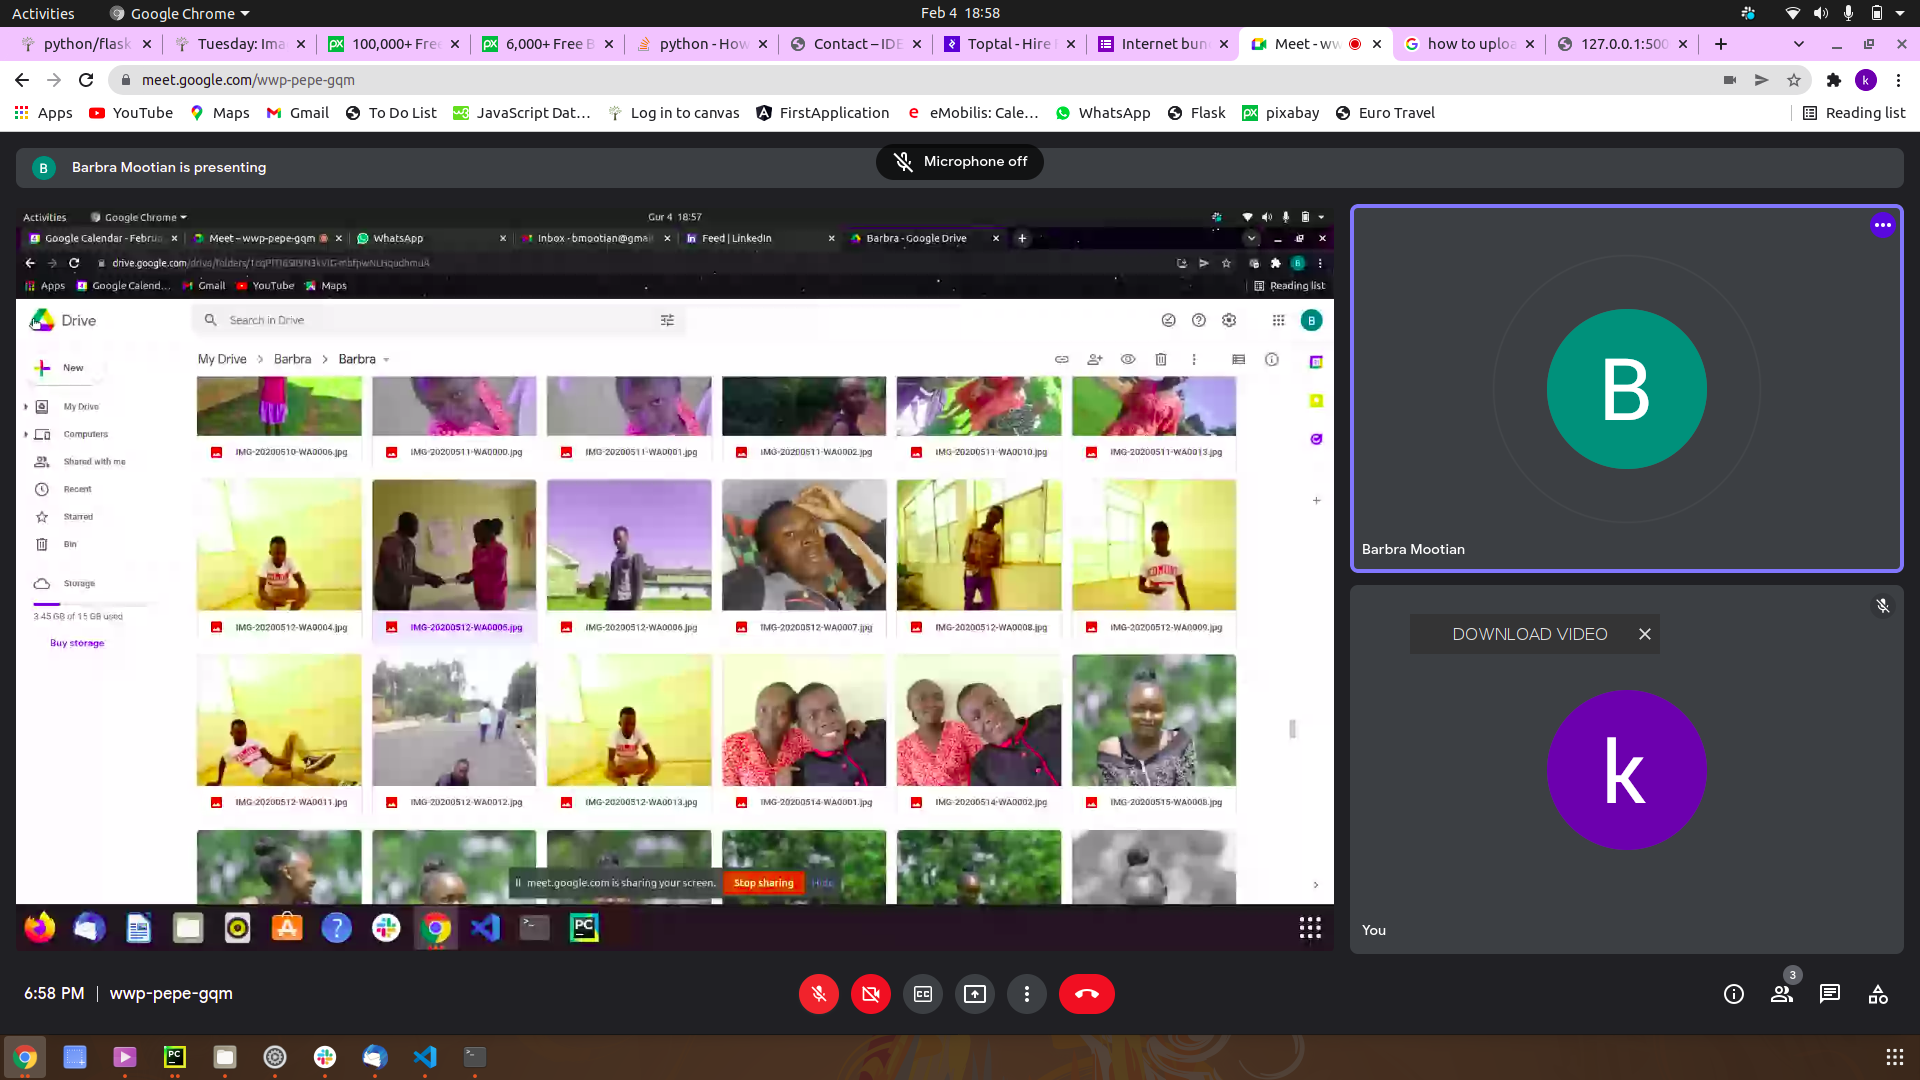 Activities Google Chrome Feb 4 18:58
python/flask Tuesday: Ima 100,000+ Free 6,000+ Free B python - How Contact – IDE Toptal - Hire Internet bun Meet - ww how to uploa 127.0.0.1:500
meet.google.com/wwp-pepe-gqm
Apps YouTube Maps Gmail To Do List JavaScript Dat... Log in to canvas FirstApplication eMobilis: Cale... WhatsApp Flask pixabay Euro Travel Reading list
B Barbra Mootian is presenting Microphone off
Activities Google Chrome Gur 4 18:57
Google Calendar - Februa Meet – wwp-pepe-gqm WhatsApp Inbox - bmootian@gmai Feed | LinkedIn Barbra - Google Drive
drive.google.com/drive/folders/
Apps Google Calend... Gmail YouTube Maps Reading list
Drive Search in Drive B
My Drive Barbra Barbra
New
My Drive
Computers
Shared with me
Recent
Starred
Bin
Storage
3.45 GB of 15 GB used
Buy storage
IMG-20200510-WA0006.jpg IMG-20200511-WA0000.jpg IMG-20200511-WA0001.jpg IMG-20200511-WA0002.jpg IMG-20200511-WA0010.jpg IMG-20200511-WA0013.jpg
IMG-20200512-WA0004.jpg IMG-20200512-WA0005.jpg IMG-20200512-WA0006.jpg IMG-20200512-WA0007.jpg IMG-20200512-WA0008.jpg IMG-20200512-WA0009.jpg
IMG-20200512-WA0011.jpg IMG-20200512-WA0012.jpg IMG-20200512-WA0013.jpg IMG-20200514-WA0001.jpg IMG-20200514-WA0002.jpg IMG-20200515-WA0008.jpg
meet.google.com is sharing your screen. Stop sharing Hide
B
Barbra Mootian
DOWNLOAD VIDEO
k
You
6:58 PM | wwp-pepe-gqm
3